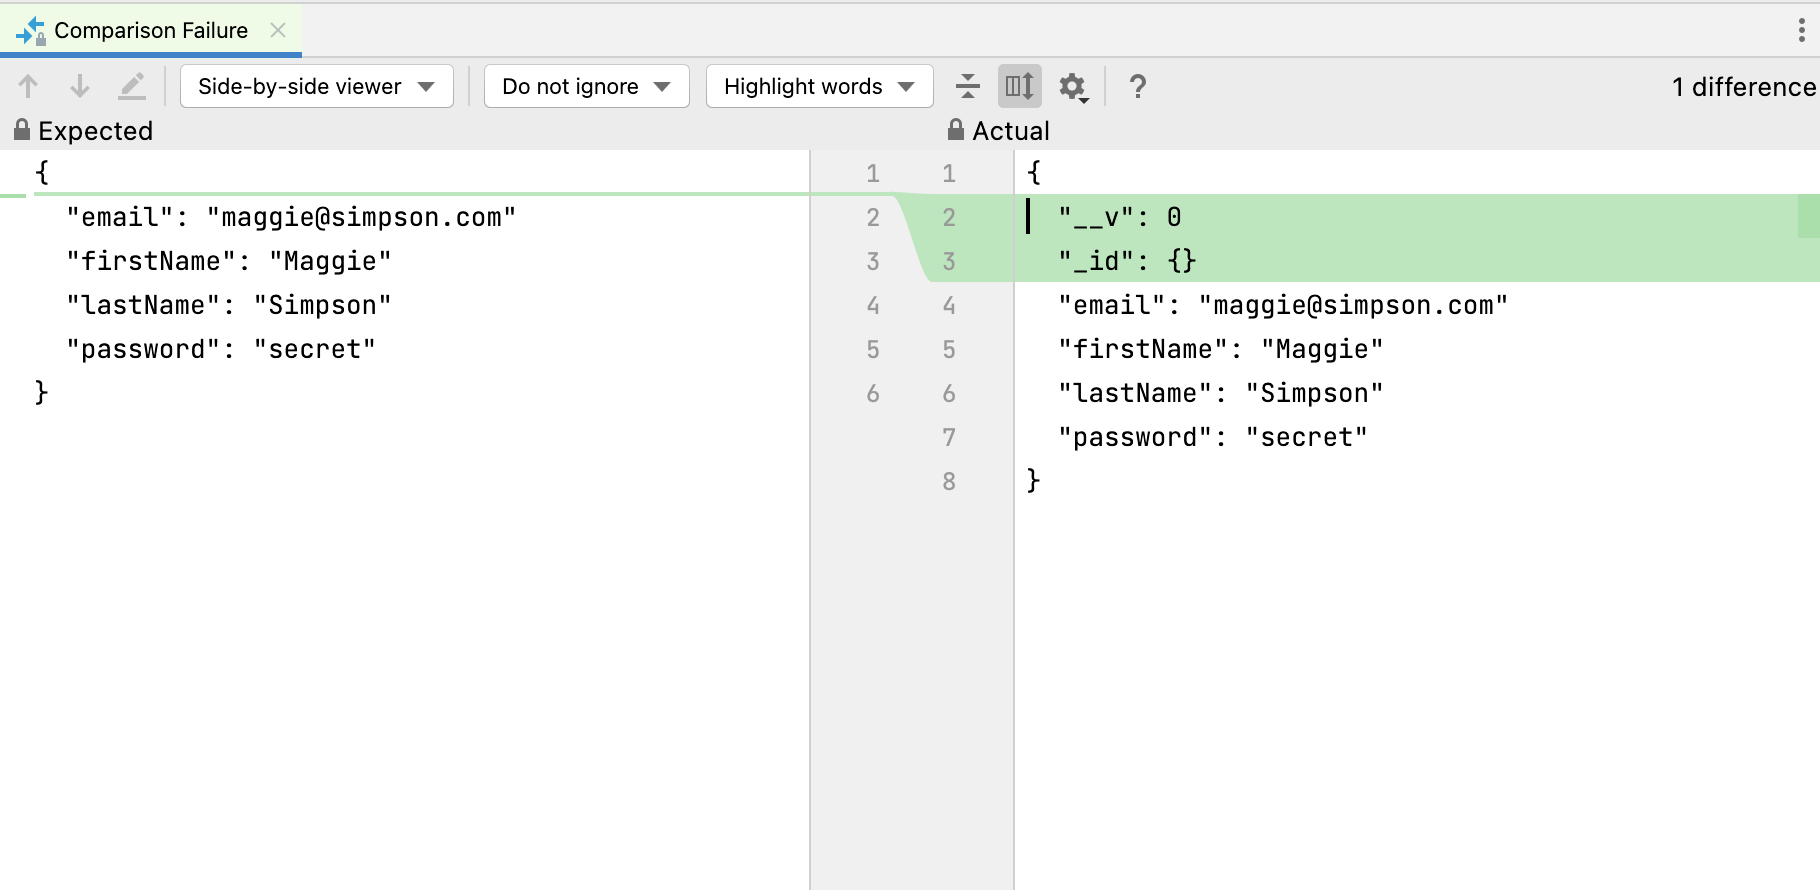 Comparison Failure
Side-by-side viewer Do not ignore Highlight words ? 1 difference
Expected
Actual
{
"email": "maggie@simpson.com"
"firstName": "Maggie"
"lastName": "Simpson"
"password": "secret"
}
1 1
2 2
3 3
4 4
5 5
6 6
7
8
{
"__v": 0
"_id": {}
"email": "maggie@simpson.com"
"firstName": "Maggie"
"lastName": "Simpson"
"password": "secret"
}